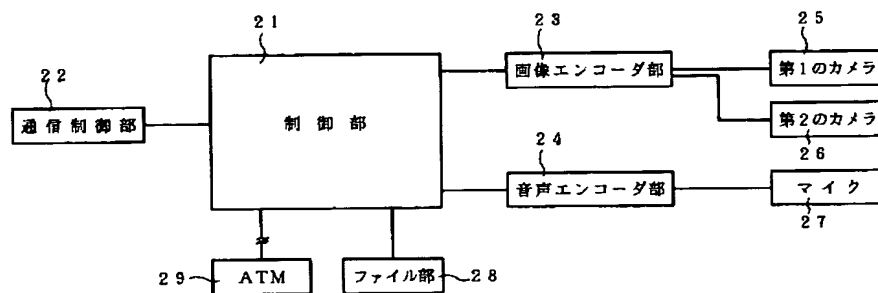 21
23
25
22
画像エンコーダ部
第1のカメラ
通信制御部
制御部
第2のカメラ
24
26
音声エンコーダ部
マイク
27
29
ATM
ファイル部
28